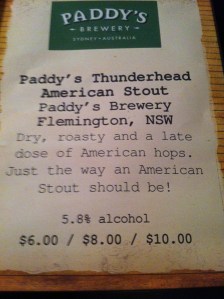 PADDY'S
BREWERY
SYDNEY • AUSTRALIA
Paddy's Thunderhead
American Stout
Paddy's Brewery
Flemington, NSW
Dry, roasty and a late
dose of American hops.
Just the way an American
Stout should be!
5.8% alcohol
$6.00 / $8.00 / $10.00